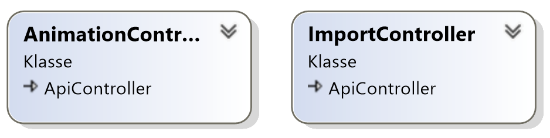 AnimationContr...
Klasse
ApiController
ImportController
Klasse
ApiController